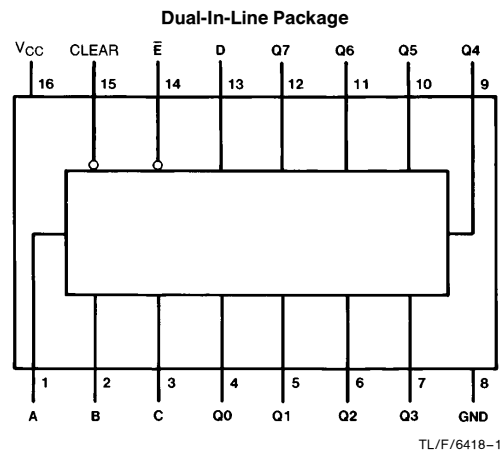 Dual-In-Line Package
VCC CLEAR E̅ D Q7 Q6 Q5 Q4
16 15 14 13 12 11 10 9
1 2 3 4 5 6 7 8
A B C Q0 Q1 Q2 Q3 GND
TL/F/6418–1